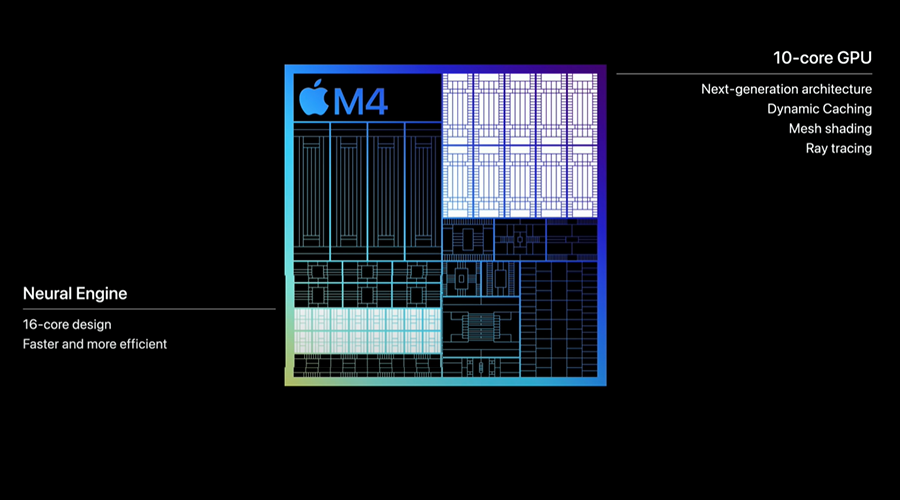 M4
10-core GPU
Next-generation architecture
Dynamic Caching
Mesh shading
Ray tracing
Neural Engine
16-core design
Faster and more efficient